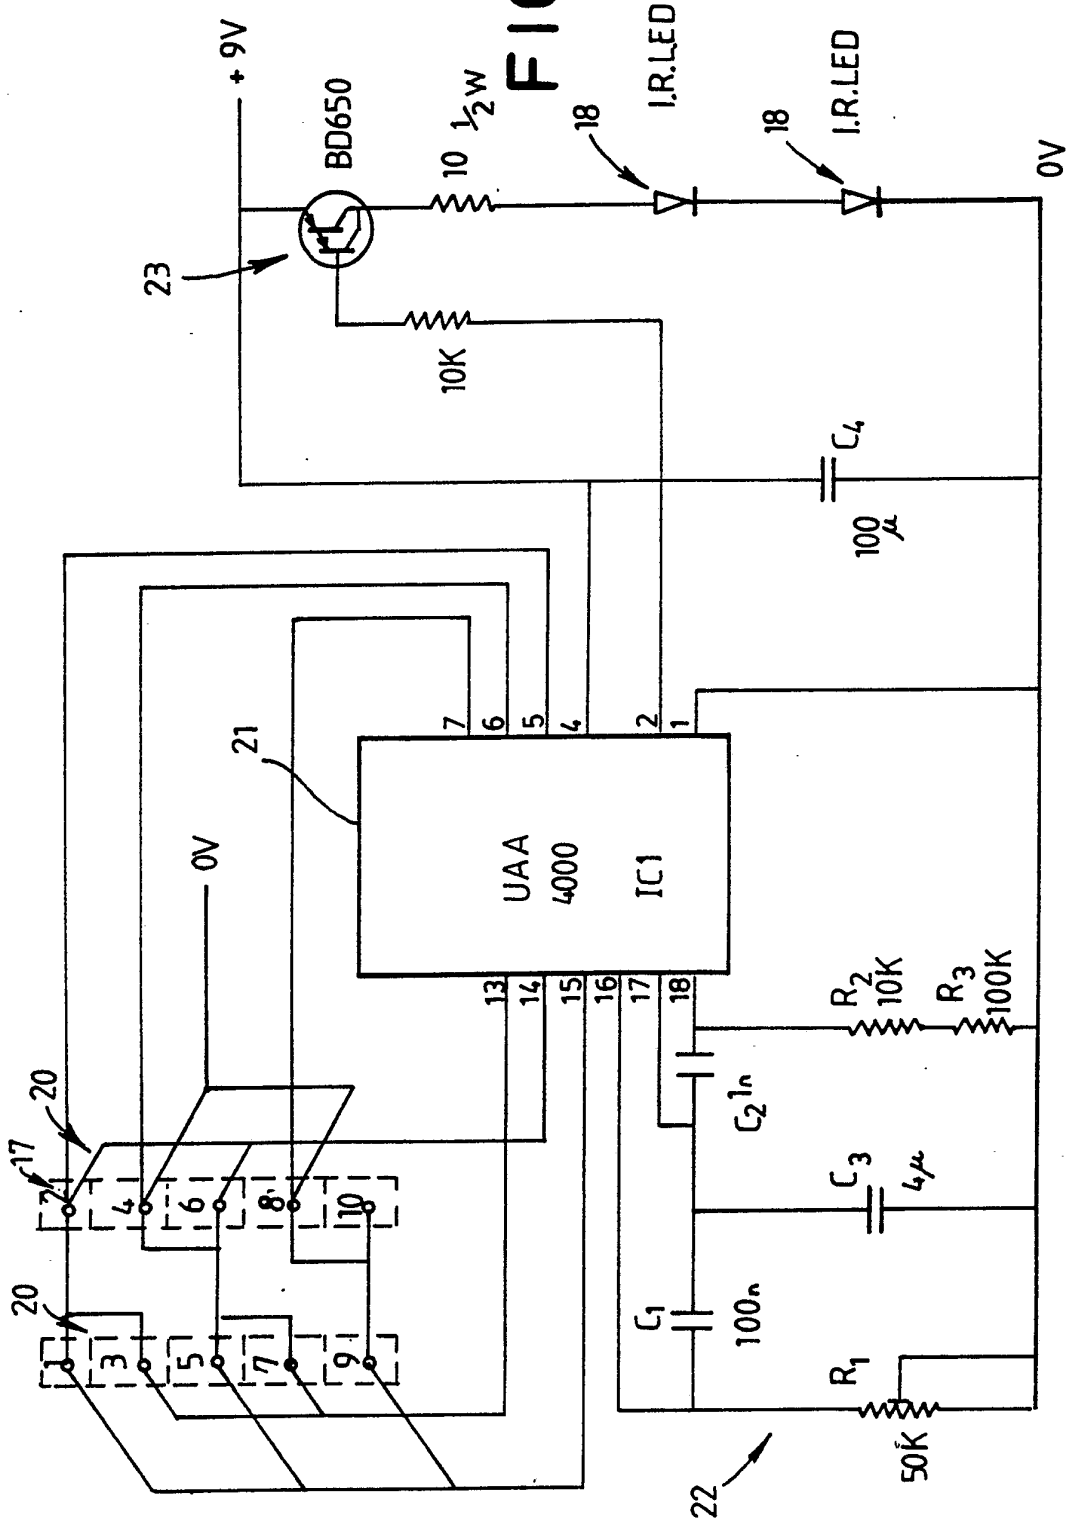 + 9V
BD650
23
10 1/2W
10K
FIG
18
I.R.LED
18
I.R.LED
0V
C4
100μ
17
20
20
2
4
6
8
10
1
3
5
7
9
0V
21
7
6
5
4
2
1
UAA
4000
IC1
13
14
15
16
17
18
R2
10K
R3
100K
C2 1n
C3
4μ
C1
100n
R1
50K
22